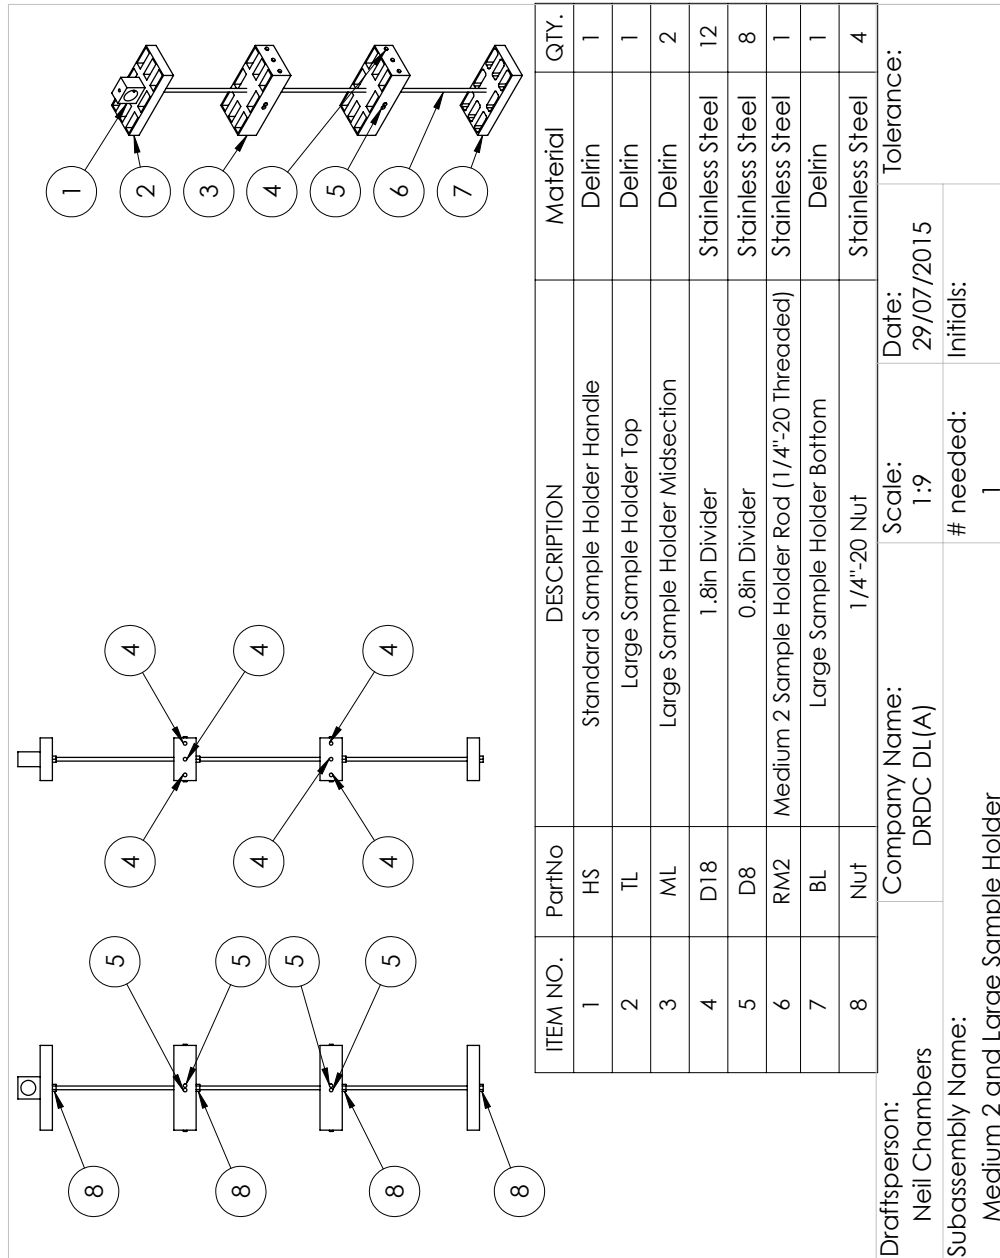 8
8
8
8
5
5
5
5
4
4
4
4
4
4
1
2
3
4
5
6
7
ITEM NO. PartNo DESCRIPTION Material QTY.
1 HS Standard Sample Holder Handle Delrin 1
2 TL Large Sample Holder Top Delrin 1
3 ML Large Sample Holder Midsection Delrin 2
4 D18 1.8in Divider Stainless Steel 12
5 D8 0.8in Divider Stainless Steel 8
6 RM2 Medium 2 Sample Holder Rod (1/4"-20 Threaded) Stainless Steel 1
7 BL Large Sample Holder Bottom Delrin 1
8 Nut 1/4"-20 Nut Stainless Steel 4
Draftsperson: Company Name: Scale: Date: Tolerance:
Neil Chambers DRDC DL(A) 1:9 29/07/2015
Subassembly Name: # needed: Initials:
Medium 2 and Large Sample Holder 1